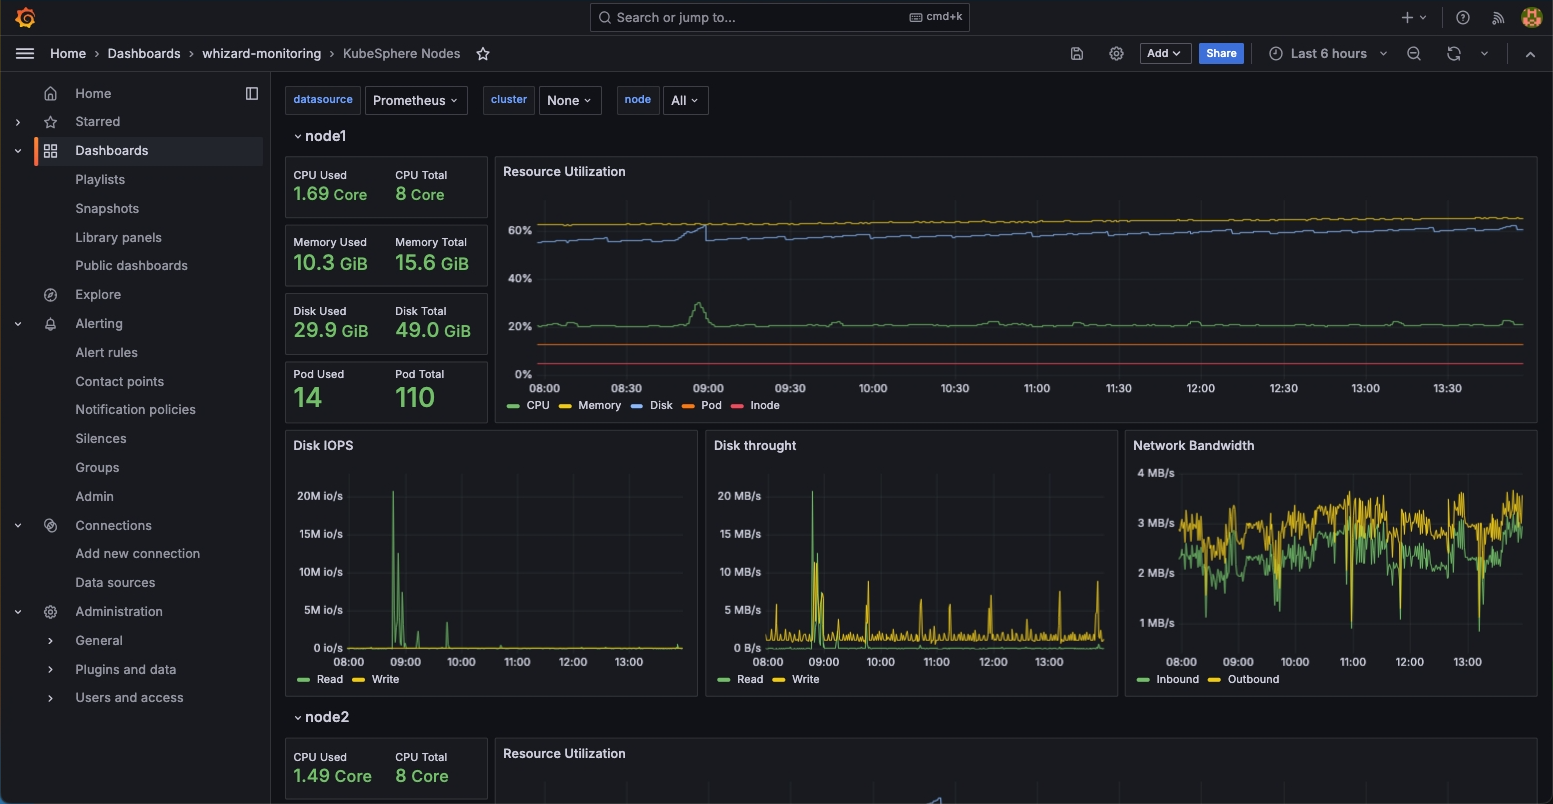 Search or jump to...
cmd+k
Home › Dashboards › whizard-monitoring › KubeSphere Nodes
Add
Share
Last 6 hours
Home
Starred
Dashboards
Playlists
Snapshots
Library panels
Public dashboards
Explore
Alerting
Alert rules
Contact points
Notification policies
Silences
Groups
Admin
Connections
Add new connection
Data sources
Administration
General
Plugins and data
Users and access
datasource Prometheus cluster None node All
node1
CPU Used CPU Total
1.69 Core 8 Core
Memory Used Memory Total
10.3 GiB 15.6 GiB
Disk Used Disk Total
29.9 GiB 49.0 GiB
Pod Used Pod Total
14 110
Resource Utilization
60%
40%
20%
0%
08:00 08:30 09:00 09:30 10:00 10:30 11:00 11:30 12:00 12:30 13:00 13:30
CPU Memory Disk Pod Inode
Disk IOPS
20M io/s
15M io/s
10M io/s
5M io/s
0 io/s
08:00 09:00 10:00 11:00 12:00 13:00
Read Write
Disk throught
20 MB/s
15 MB/s
10 MB/s
5 MB/s
0 B/s
08:00 09:00 10:00 11:00 12:00 13:00
Read Write
Network Bandwidth
4 MB/s
3 MB/s
2 MB/s
1 MB/s
08:00 09:00 10:00 11:00 12:00 13:00
Inbound Outbound
node2
CPU Used CPU Total
1.49 Core 8 Core
Resource Utilization